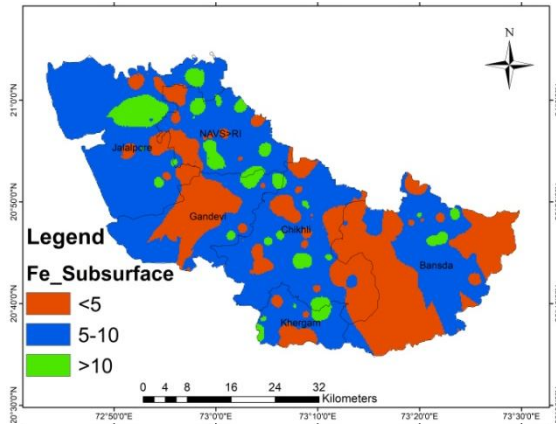 N
21°0'0"N
20°50'0"N
20°40'0"N
20°30'0"N
Jalalpore
NAVS>RI
Gandevi
Chikhli
Bansda
Khergam
Legend
Fe_Subsurface
<5
5-10
>10
0 4 8 16 24 32
Kilometers
72°50'0"E 73°0'0"E 73°10'0"E 73°20'0"E 73°30'0"E